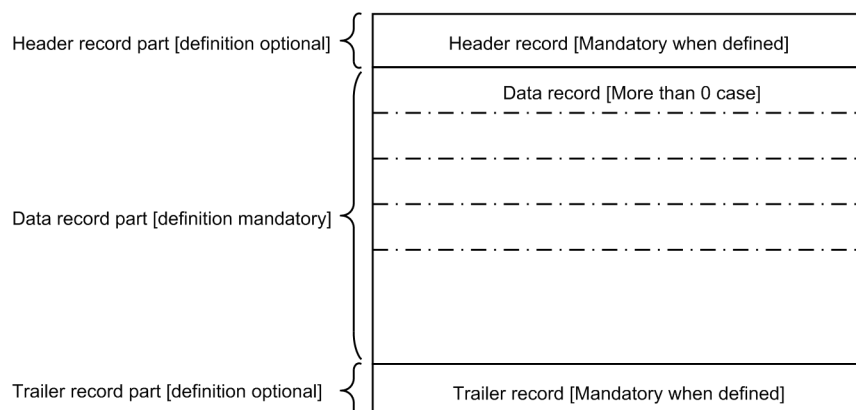 Header record part [definition optional]
Header record [Mandatory when defined]
Data record [More than 0 case]
Data record part [definition mandatory]
Trailer record part [definition optional]
Trailer record [Mandatory when defined]